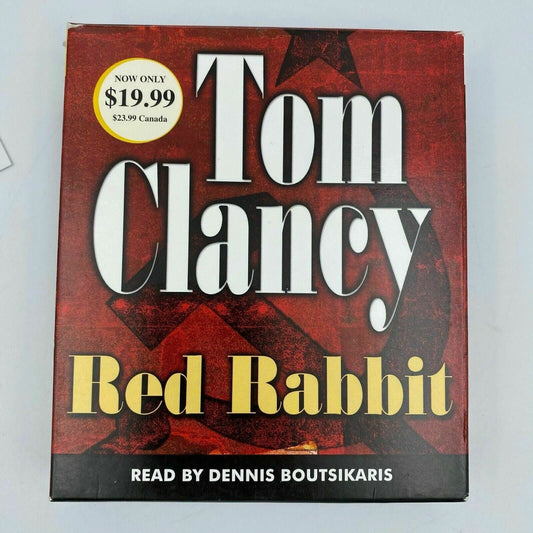 NOW ONLY
$19.99
$23.99 Canada
Tom
Clancy
Red Rabbit
READ BY DENNIS BOUTSIKARIS